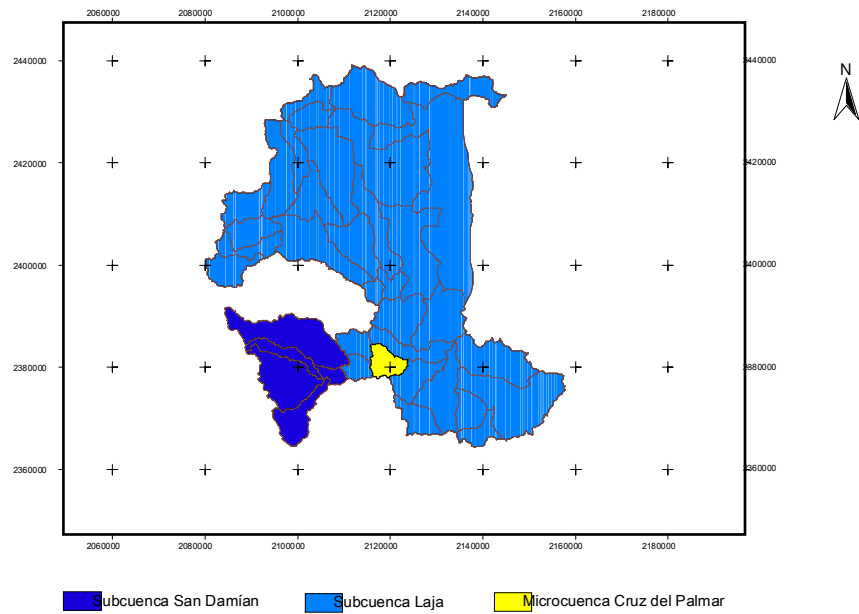 2060000 2080000 2100000 2120000 2140000 2160000 2180000
2440000 2440000
N
2420000 2420000
2400000 2400000
2380000 2380000
2360000 2360000
2060000 2080000 2100000 2120000 2140000 2160000 2180000
Subcuenca San Damían Subcuenca Laja Microcuenca Cruz del Palmar